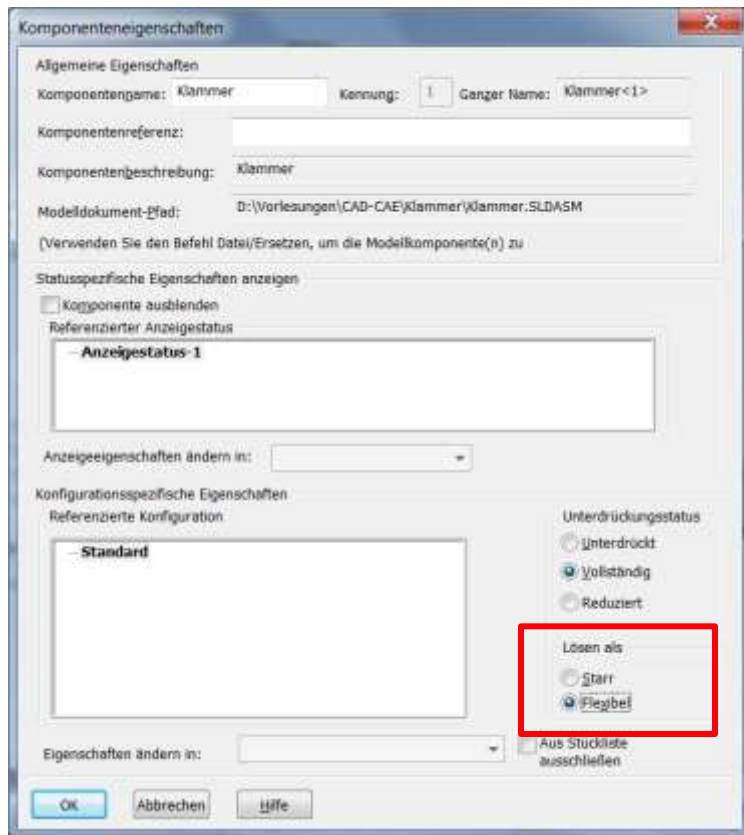 Komponenteneigenschaften
Allgemeine Eigenschaften
Komponentenname: Klammer Kennung: 1 Ganzer Name: Klammer<1>
Komponentenreferenz:
Komponentenbeschreibung: Klammer
Modelldokument-Pfad: D:\Vorlesungen\CAD-CAE\Klammer\Klammer.SLDASM
(Verwenden Sie den Befehl Datei/Ersetzen, um die Modellkomponente(n) zu
Statusspezifische Eigenschaften anzeigen
Komponente ausblenden
Referenzierter Anzeigestatus
Anzeigestatus-1
Anzeigeeigenschaften ändern in:
Konfigurationsspezifische Eigenschaften
Referenzierte Konfiguration Unterdrückungsstatus
Standard
Unterdrückt
Vollständig
Reduziert
Lösen als
Starr
Flexibel
Eigenschaften ändern in: Aus Stückliste
ausschließen
OK Abbrechen Hilfe